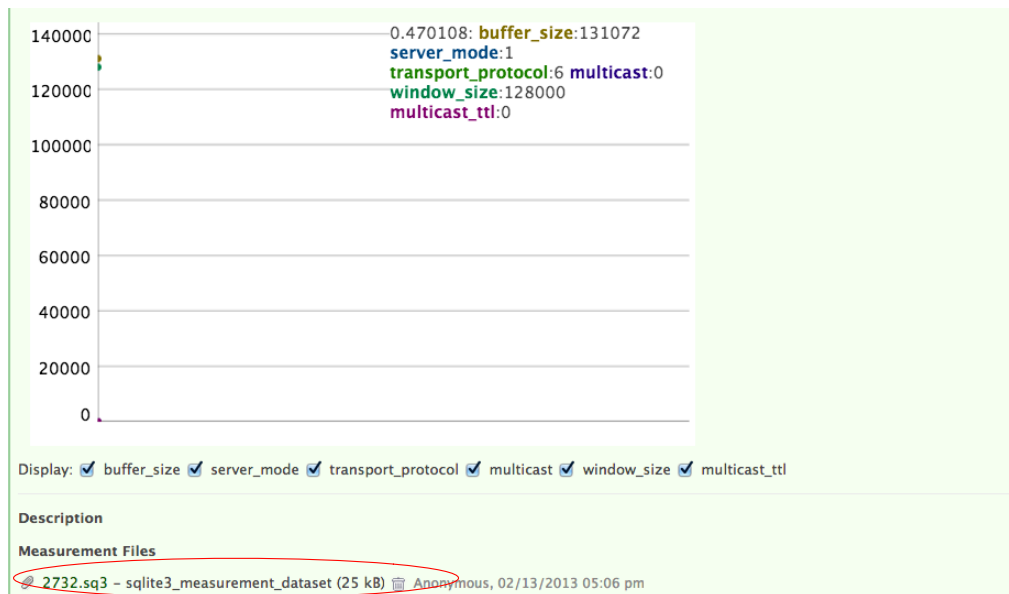 140000
0.470108: buffer_size:131072
server_mode:1
transport_protocol:6 multicast:0
120000
window_size:128000
multicast_ttl:0
100000
80000
60000
40000
20000
0
Display: buffer_size server_mode transport_protocol multicast window_size multicast_ttl
Description
Measurement Files
2732.sq3 – sqlite3_measurement_dataset (25 kB) Anonymous, 02/13/2013 05:06 pm